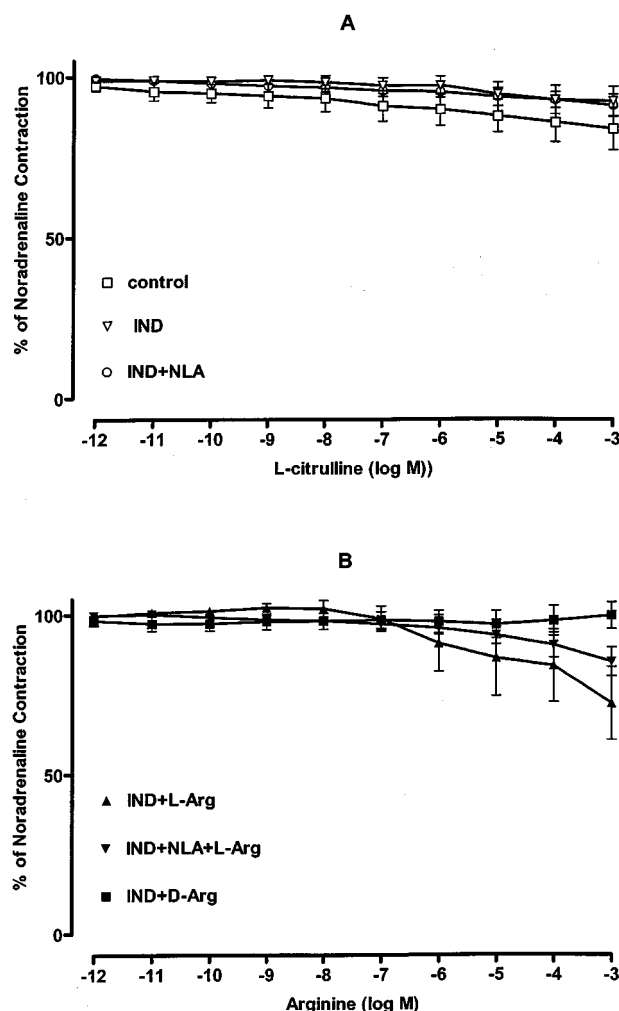 A
% of Noradrenaline Contraction
100
50
0
control
IND
IND+NLA
-12 -11 -10 -9 -8 -7 -6 -5 -4 -3
L-citrulline (log M))
B
% of Noradrenaline Contraction
100
50
0
IND+L-Arg
IND+NLA+L-Arg
IND+D-Arg
-12 -11 -10 -9 -8 -7 -6 -5 -4 -3
Arginine (log M)